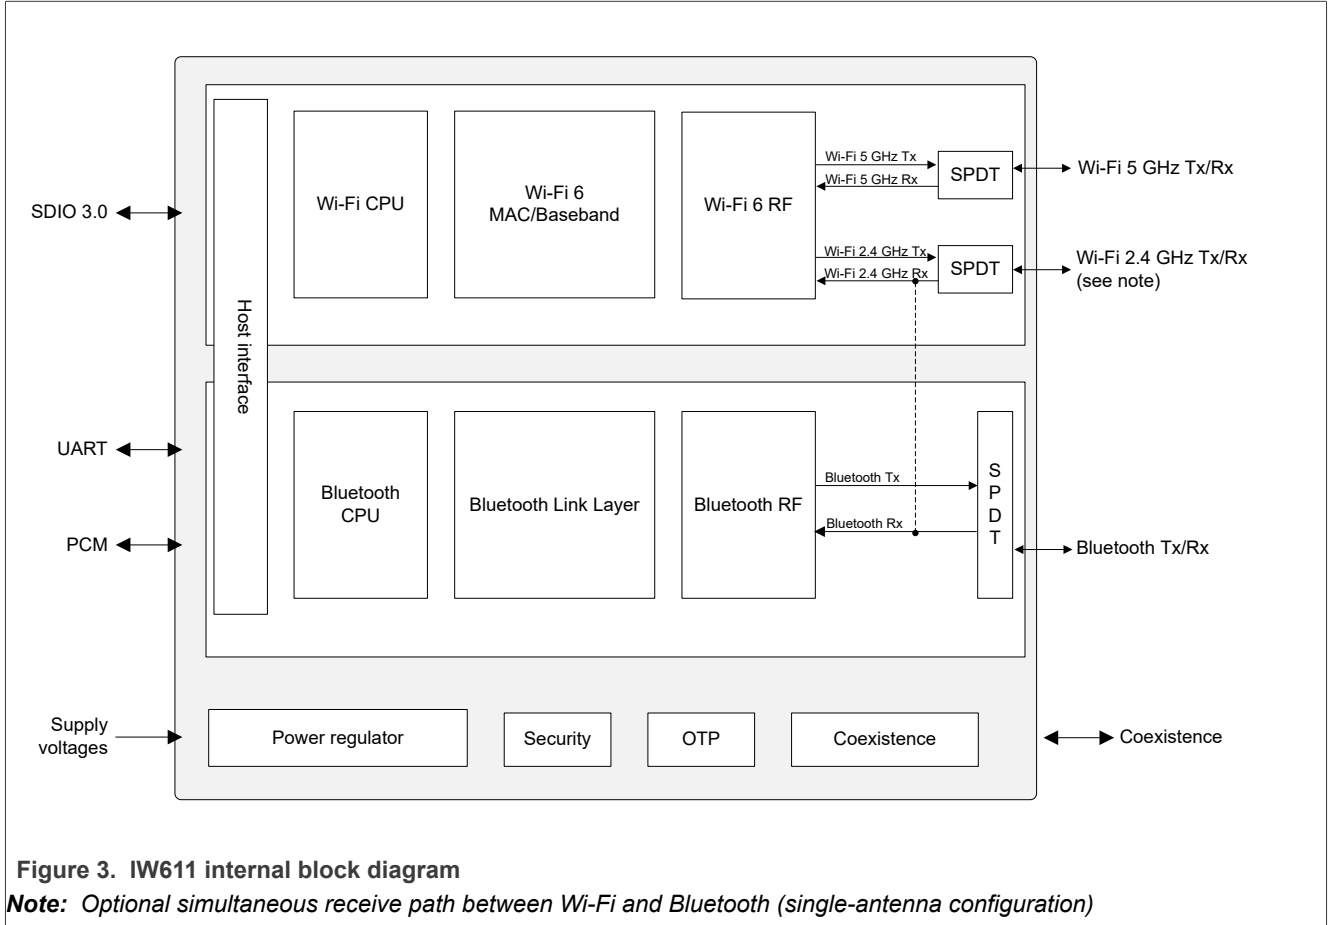 Wi-Fi CPU
Wi-Fi 6
MAC/Baseband
Wi-Fi 6 RF
Wi-Fi 5 GHz Tx
Wi-Fi 5 GHz Rx
SPDT
Wi-Fi 5 GHz Tx/Rx
SDIO 3.0
Wi-Fi 2.4 GHz Tx
Wi-Fi 2.4 GHz Rx
SPDT
Wi-Fi 2.4 GHz Tx/Rx
(see note)
Host interface
UART
PCM
Bluetooth
CPU
Bluetooth Link Layer
Bluetooth RF
Bluetooth Tx
Bluetooth Rx
S
P
D
T
Bluetooth Tx/Rx
Supply
voltages
Power regulator
Security
OTP
Coexistence
Coexistence
Figure 3. IW611 internal block diagram
Note: Optional simultaneous receive path between Wi-Fi and Bluetooth (single-antenna configuration)